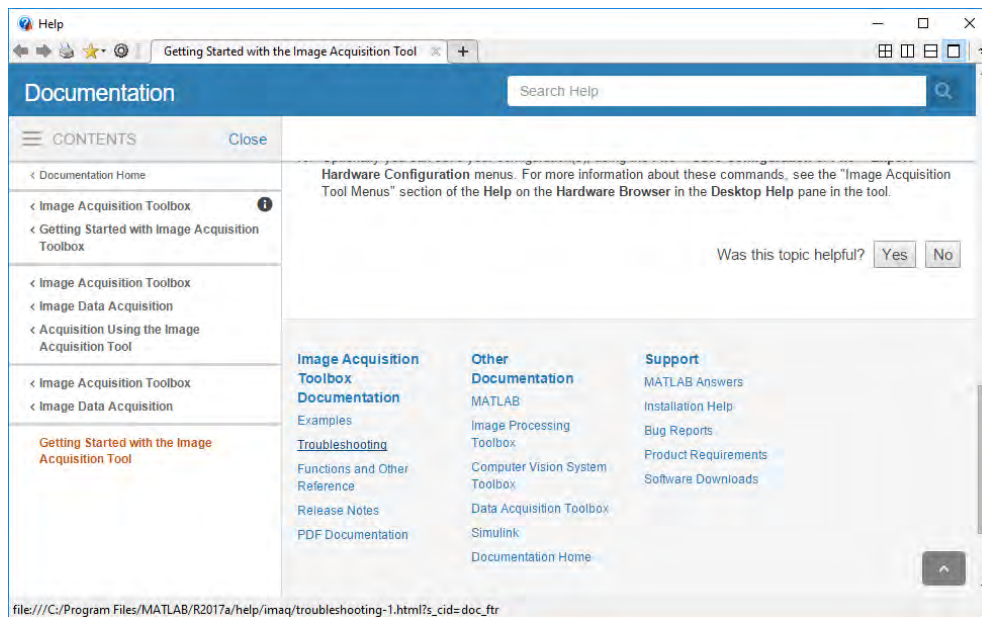 Help
Getting Started with the Image Acquisition Tool
Documentation
Search Help
CONTENTS
Close
< Documentation Home
< Image Acquisition Toolbox
< Getting Started with Image Acquisition
Toolbox
< Image Acquisition Toolbox
< Image Data Acquisition
< Acquisition Using the Image
Acquisition Tool
< Image Acquisition Toolbox
< Image Data Acquisition
Getting Started with the Image
Acquisition Tool
Hardware Configuration menus. For more information about these commands, see the "Image Acquisition
Tool Menus" section of the Help on the Hardware Browser in the Desktop Help pane in the tool.
Was this topic helpful? Yes No
Image Acquisition
Toolbox
Documentation
Examples
Troubleshooting
Functions and Other
Reference
Release Notes
PDF Documentation
Other
Documentation
MATLAB
Image Processing
Toolbox
Computer Vision System
Toolbox
Data Acquisition Toolbox
Simulink
Documentation Home
Support
MATLAB Answers
Installation Help
Bug Reports
Product Requirements
Software Downloads
file:///C:/Program Files/MATLAB/R2017a/help/imaq/troubleshooting-1.html?s_cid=doc_ftr